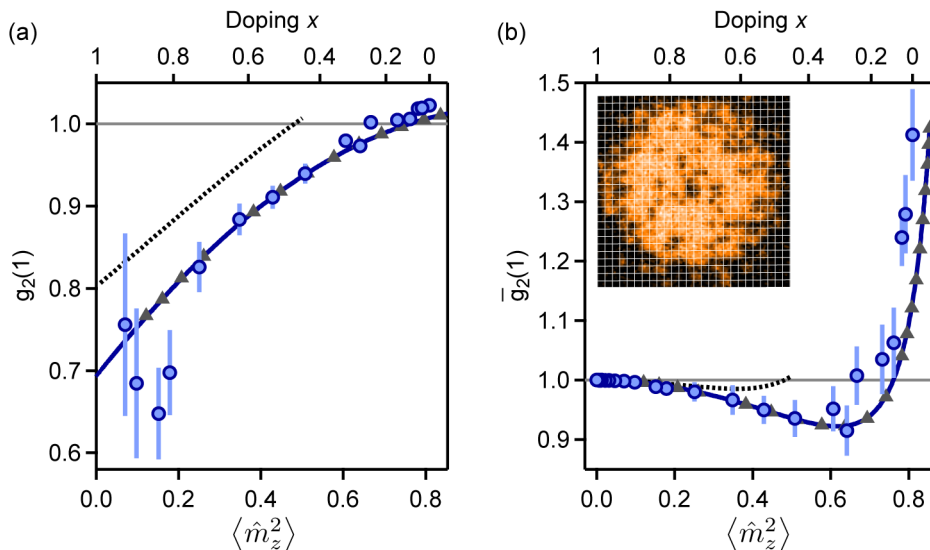 (a)
Doping x
1 0.8 0.6 0.4 0.2 0
g₂(1)
1.0
0.9
0.8
0.7
0.6
0.0 0.2 0.4 0.6 0.8
⟨m̂_z²⟩
(b)
Doping x
1 0.8 0.6 0.4 0.2 0
g̅₂(1)
1.5
1.4
1.3
1.2
1.1
1.0
0.9
0.0 0.2 0.4 0.6 0.8
⟨m̂_z²⟩